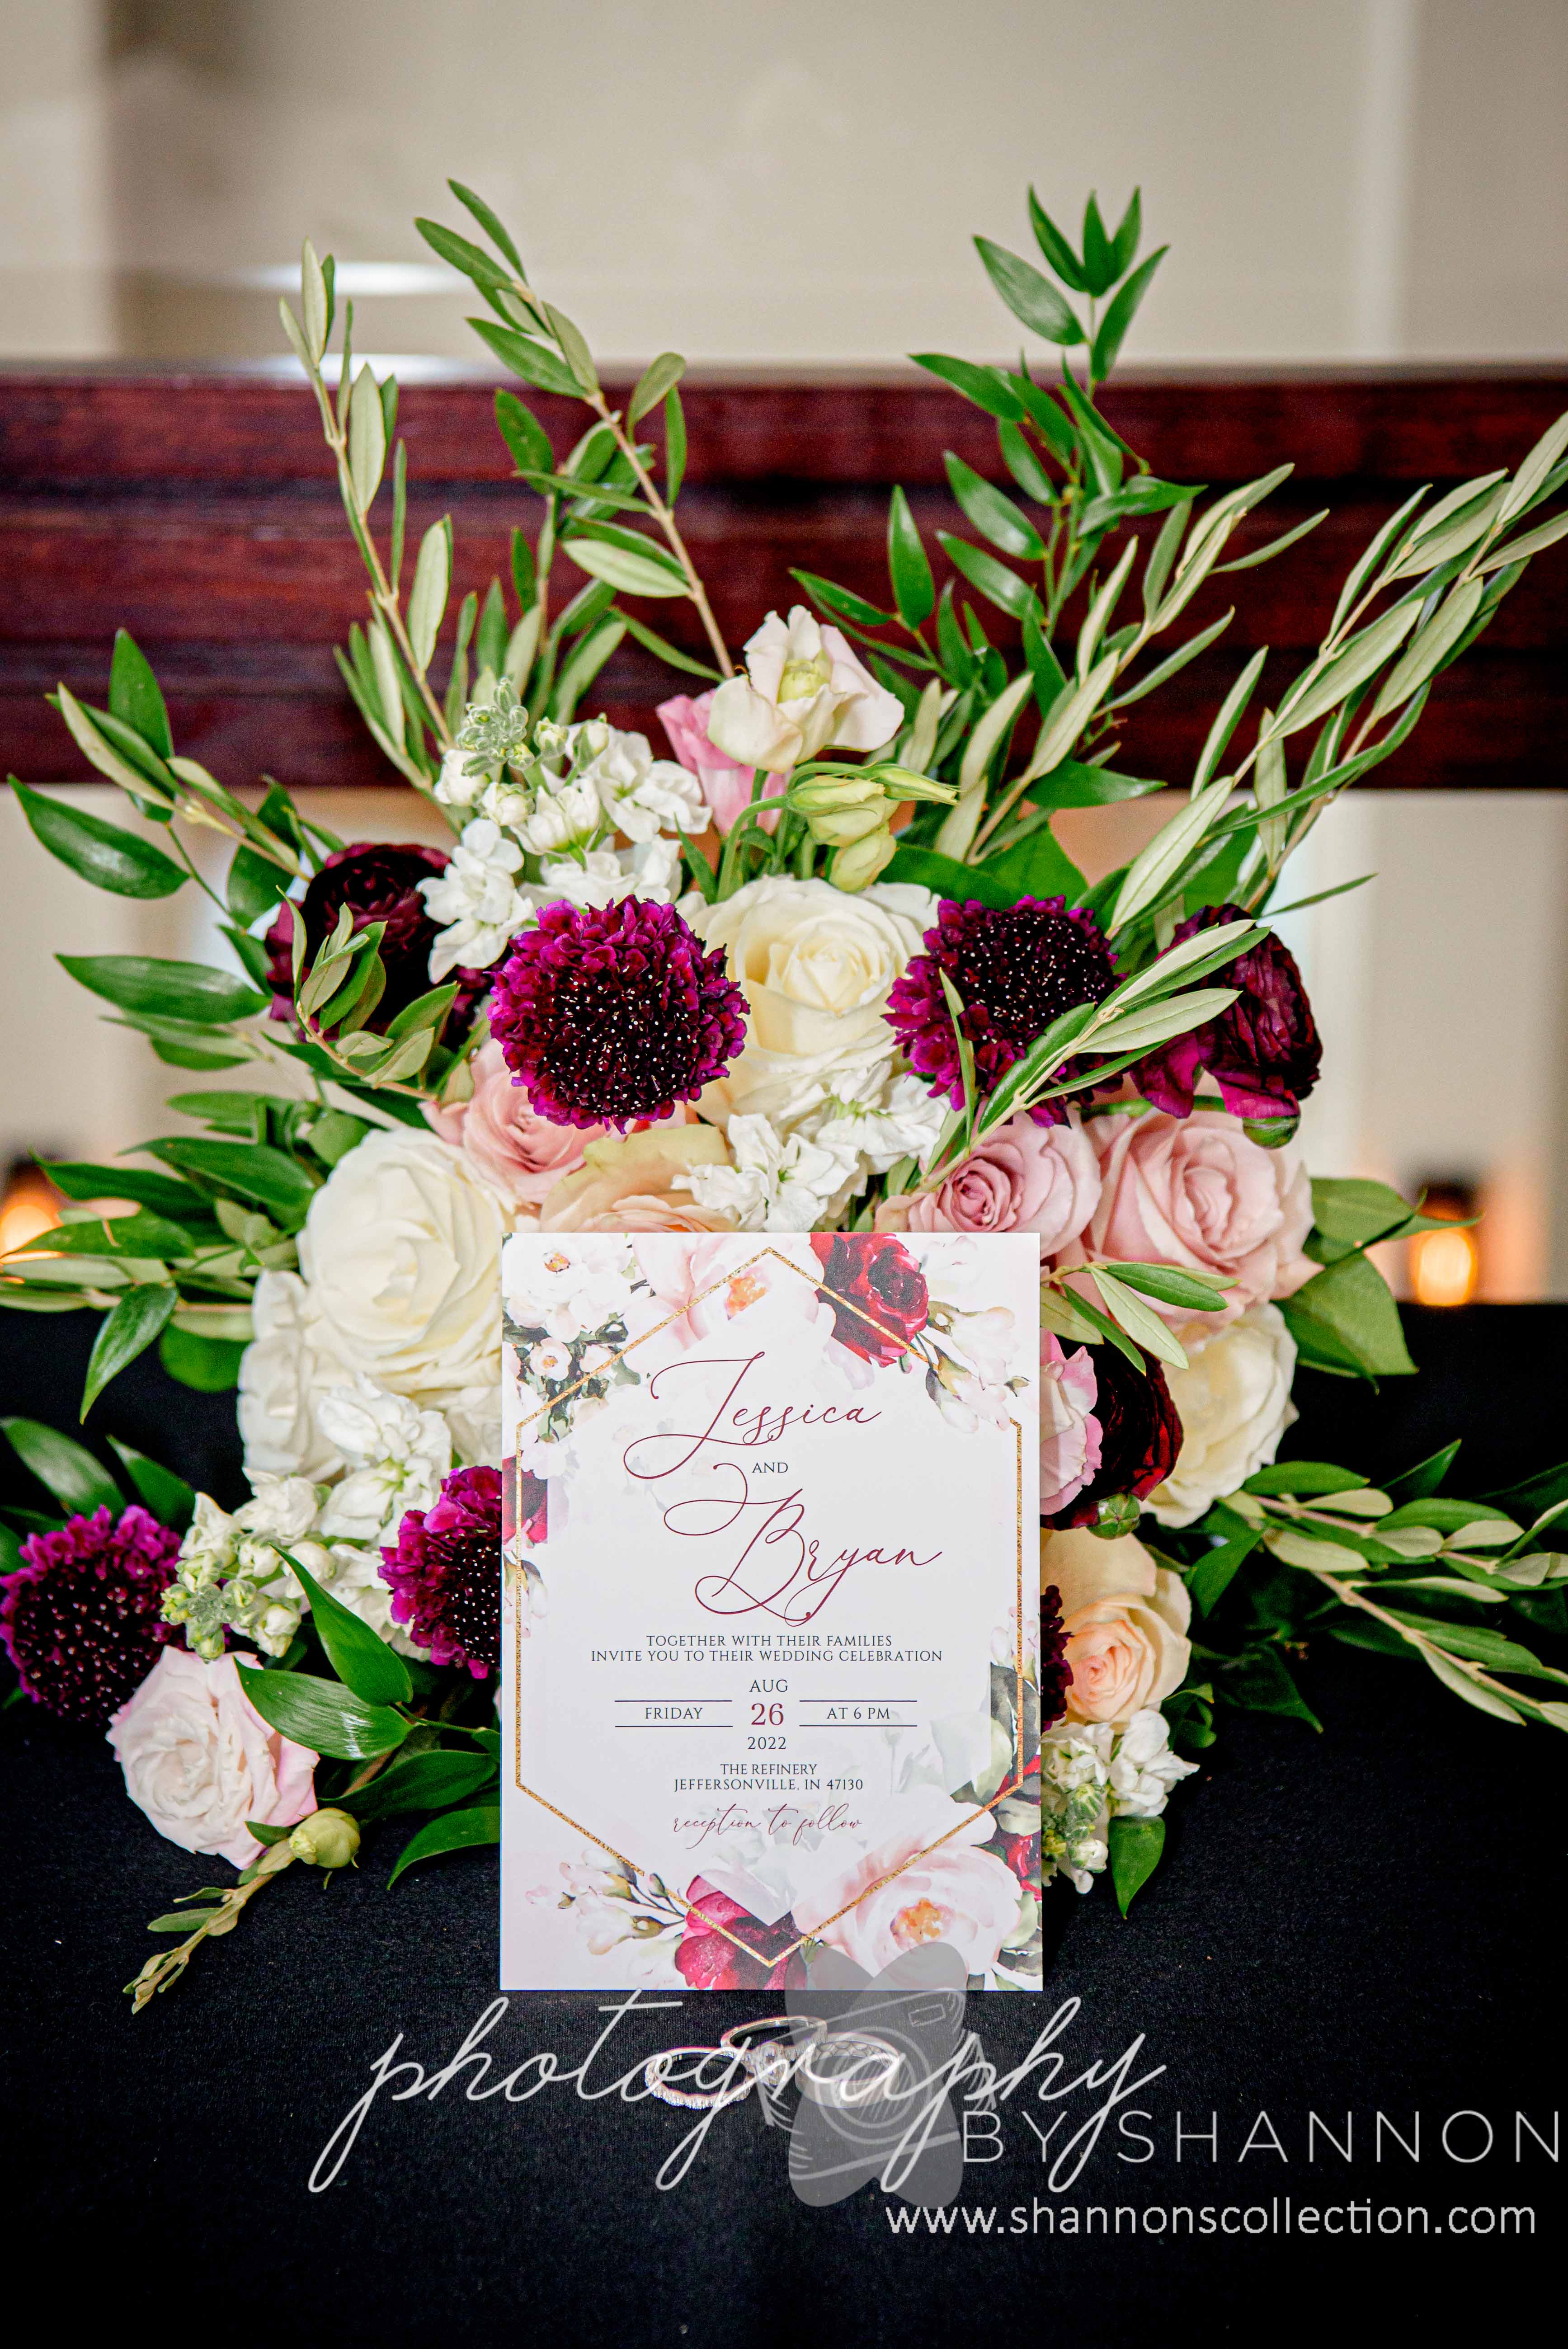 Jessica
AND
Bryan
TOGETHER WITH THEIR FAMILIES
INVITE YOU TO THEIR WEDDING CELEBRATION
AUG
FRIDAY 26 AT 6 PM
2022
THE REFINERY
JEFFERSONVILLE, IN 47130
reception to follow
photography
BY SHANNON
www.shannonscollection.com